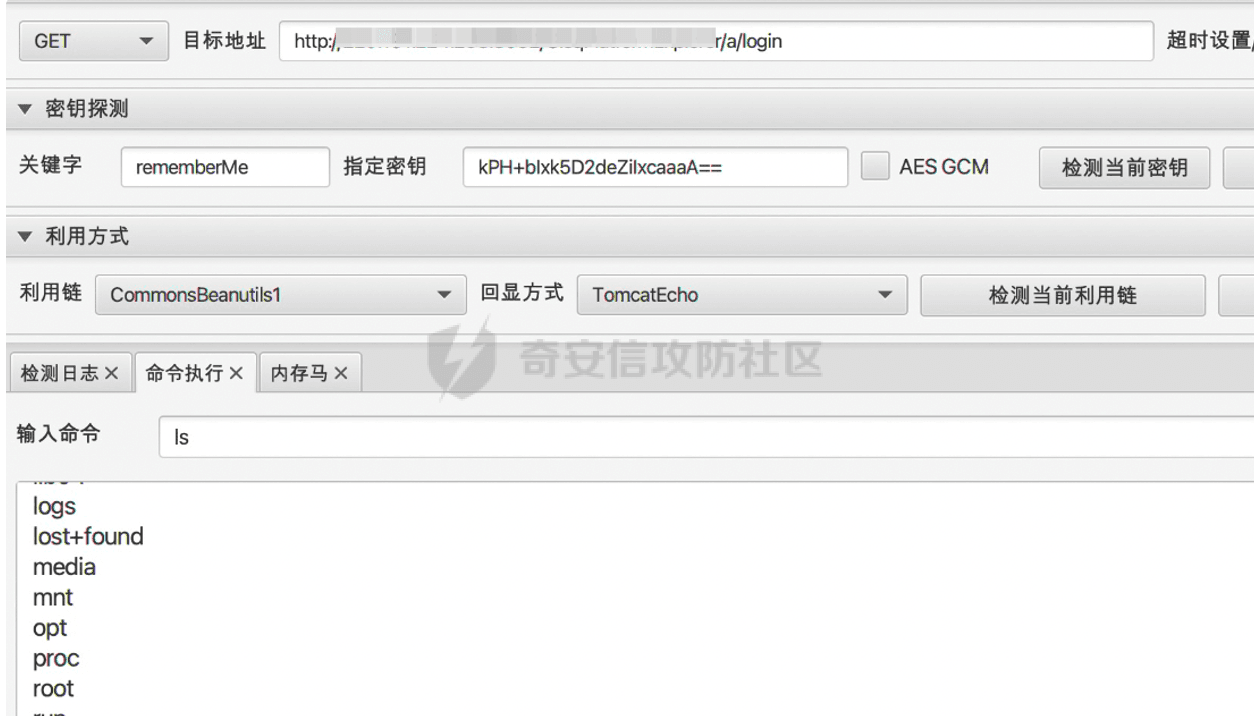 GET 目标地址 http:/ r/a/login 超时设置/
密钥探测
关键字 rememberMe 指定密钥 kPH+bIxk5D2deZiIxcaaaA== AES GCM 检测当前密钥
利用方式
利用链 CommonsBeanutils1 回显方式 TomcatEcho 检测当前利用链
奇安信攻防社区
检测日志 命令执行 内存马
输入命令 ls
logs
lost+found
media
mnt
opt
proc
root